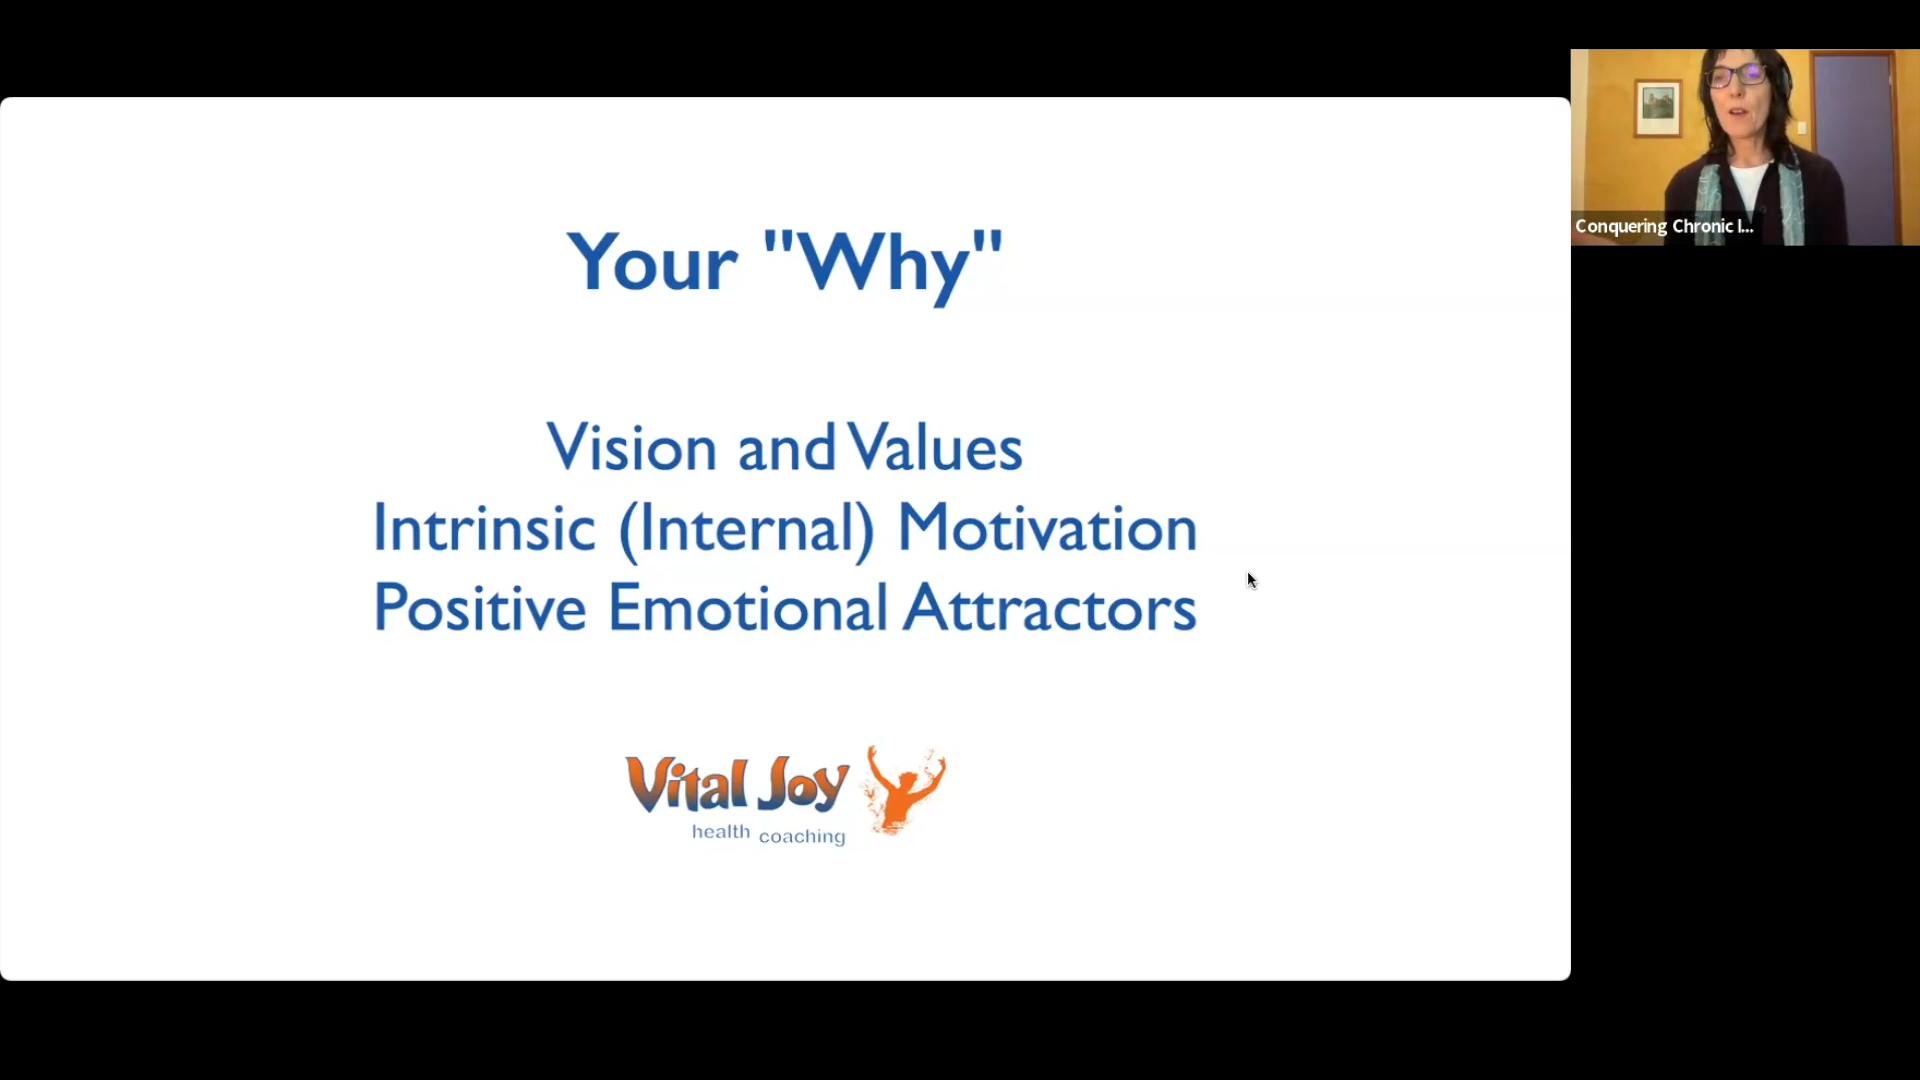 Your "Why"
Vision and Values
Intrinsic (Internal) Motivation
Positive Emotional Attractors
Vital Joy
health coaching
Conquering Chronic I...